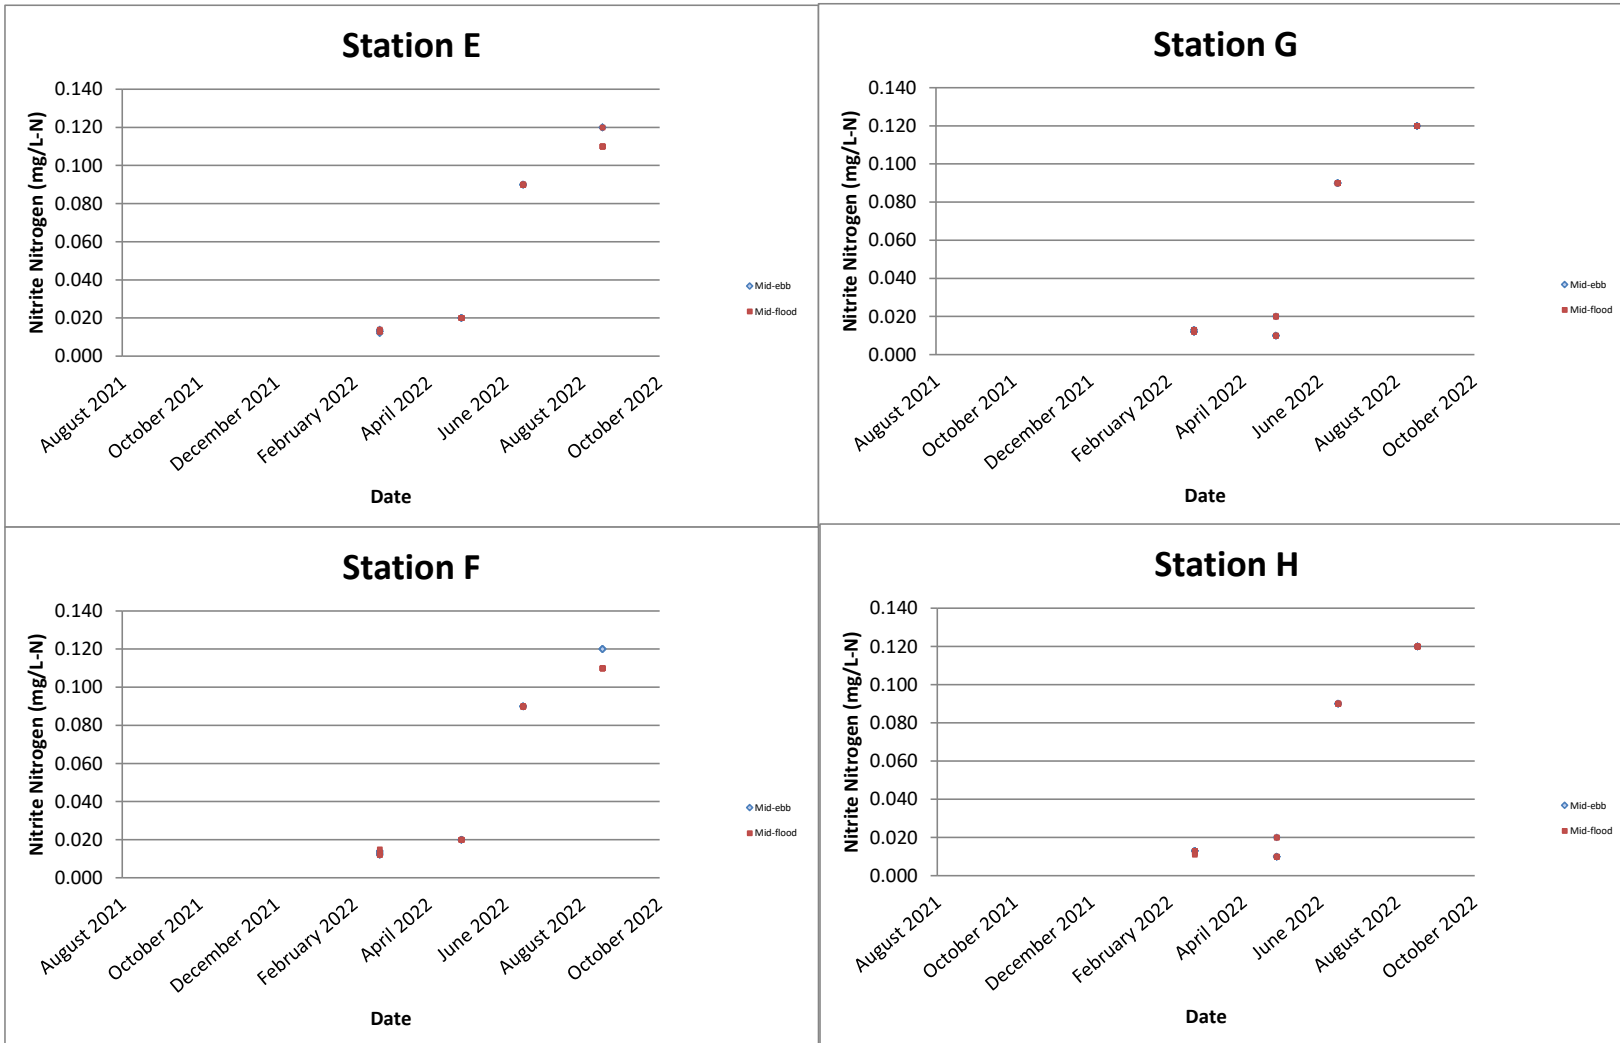 Station E
Nitrite Nitrogen (mg/L-N)
0.140
0.120
0.100
0.080
0.060
0.040
0.020
0.000
August 2021
October 2021
December 2021
February 2022
April 2022
June 2022
August 2022
October 2022
Date
Mid-ebb
Mid-flood
Station G
Nitrite Nitrogen (mg/L-N)
0.140
0.120
0.100
0.080
0.060
0.040
0.020
0.000
August 2021
October 2021
December 2021
February 2022
April 2022
June 2022
August 2022
October 2022
Date
Mid-ebb
Mid-flood
Station F
Nitrite Nitrogen (mg/L-N)
0.140
0.120
0.100
0.080
0.060
0.040
0.020
0.000
August 2021
October 2021
December 2021
February 2022
April 2022
June 2022
August 2022
October 2022
Date
Mid-ebb
Mid-flood
Station H
Nitrite Nitrogen (mg/L-N)
0.140
0.120
0.100
0.080
0.060
0.040
0.020
0.000
August 2021
October 2021
December 2021
February 2022
April 2022
June 2022
August 2022
October 2022
Date
Mid-ebb
Mid-flood